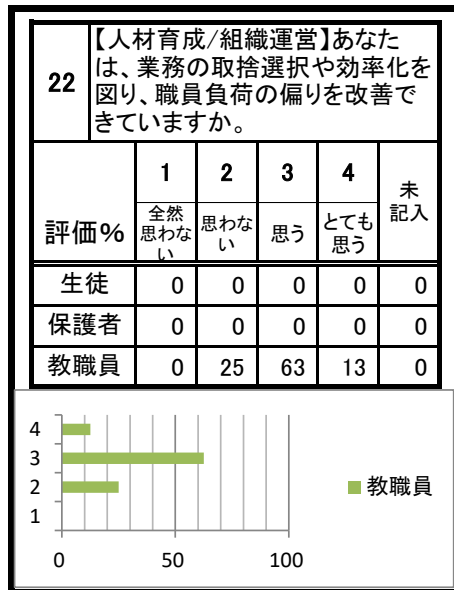 22
【人材育成/組織運営】あなた
は、業務の取捨選択や効率化を
図り、職員負荷の偏りを改善で
きていますか。
評価% 1 2 3 4 未記入
全然思わない 思わない 思う とても思う
生徒 0 0 0 0 0
保護者 0 0 0 0 0
教職員 0 25 63 13 0
4
3
2
1
0 50 100
教職員